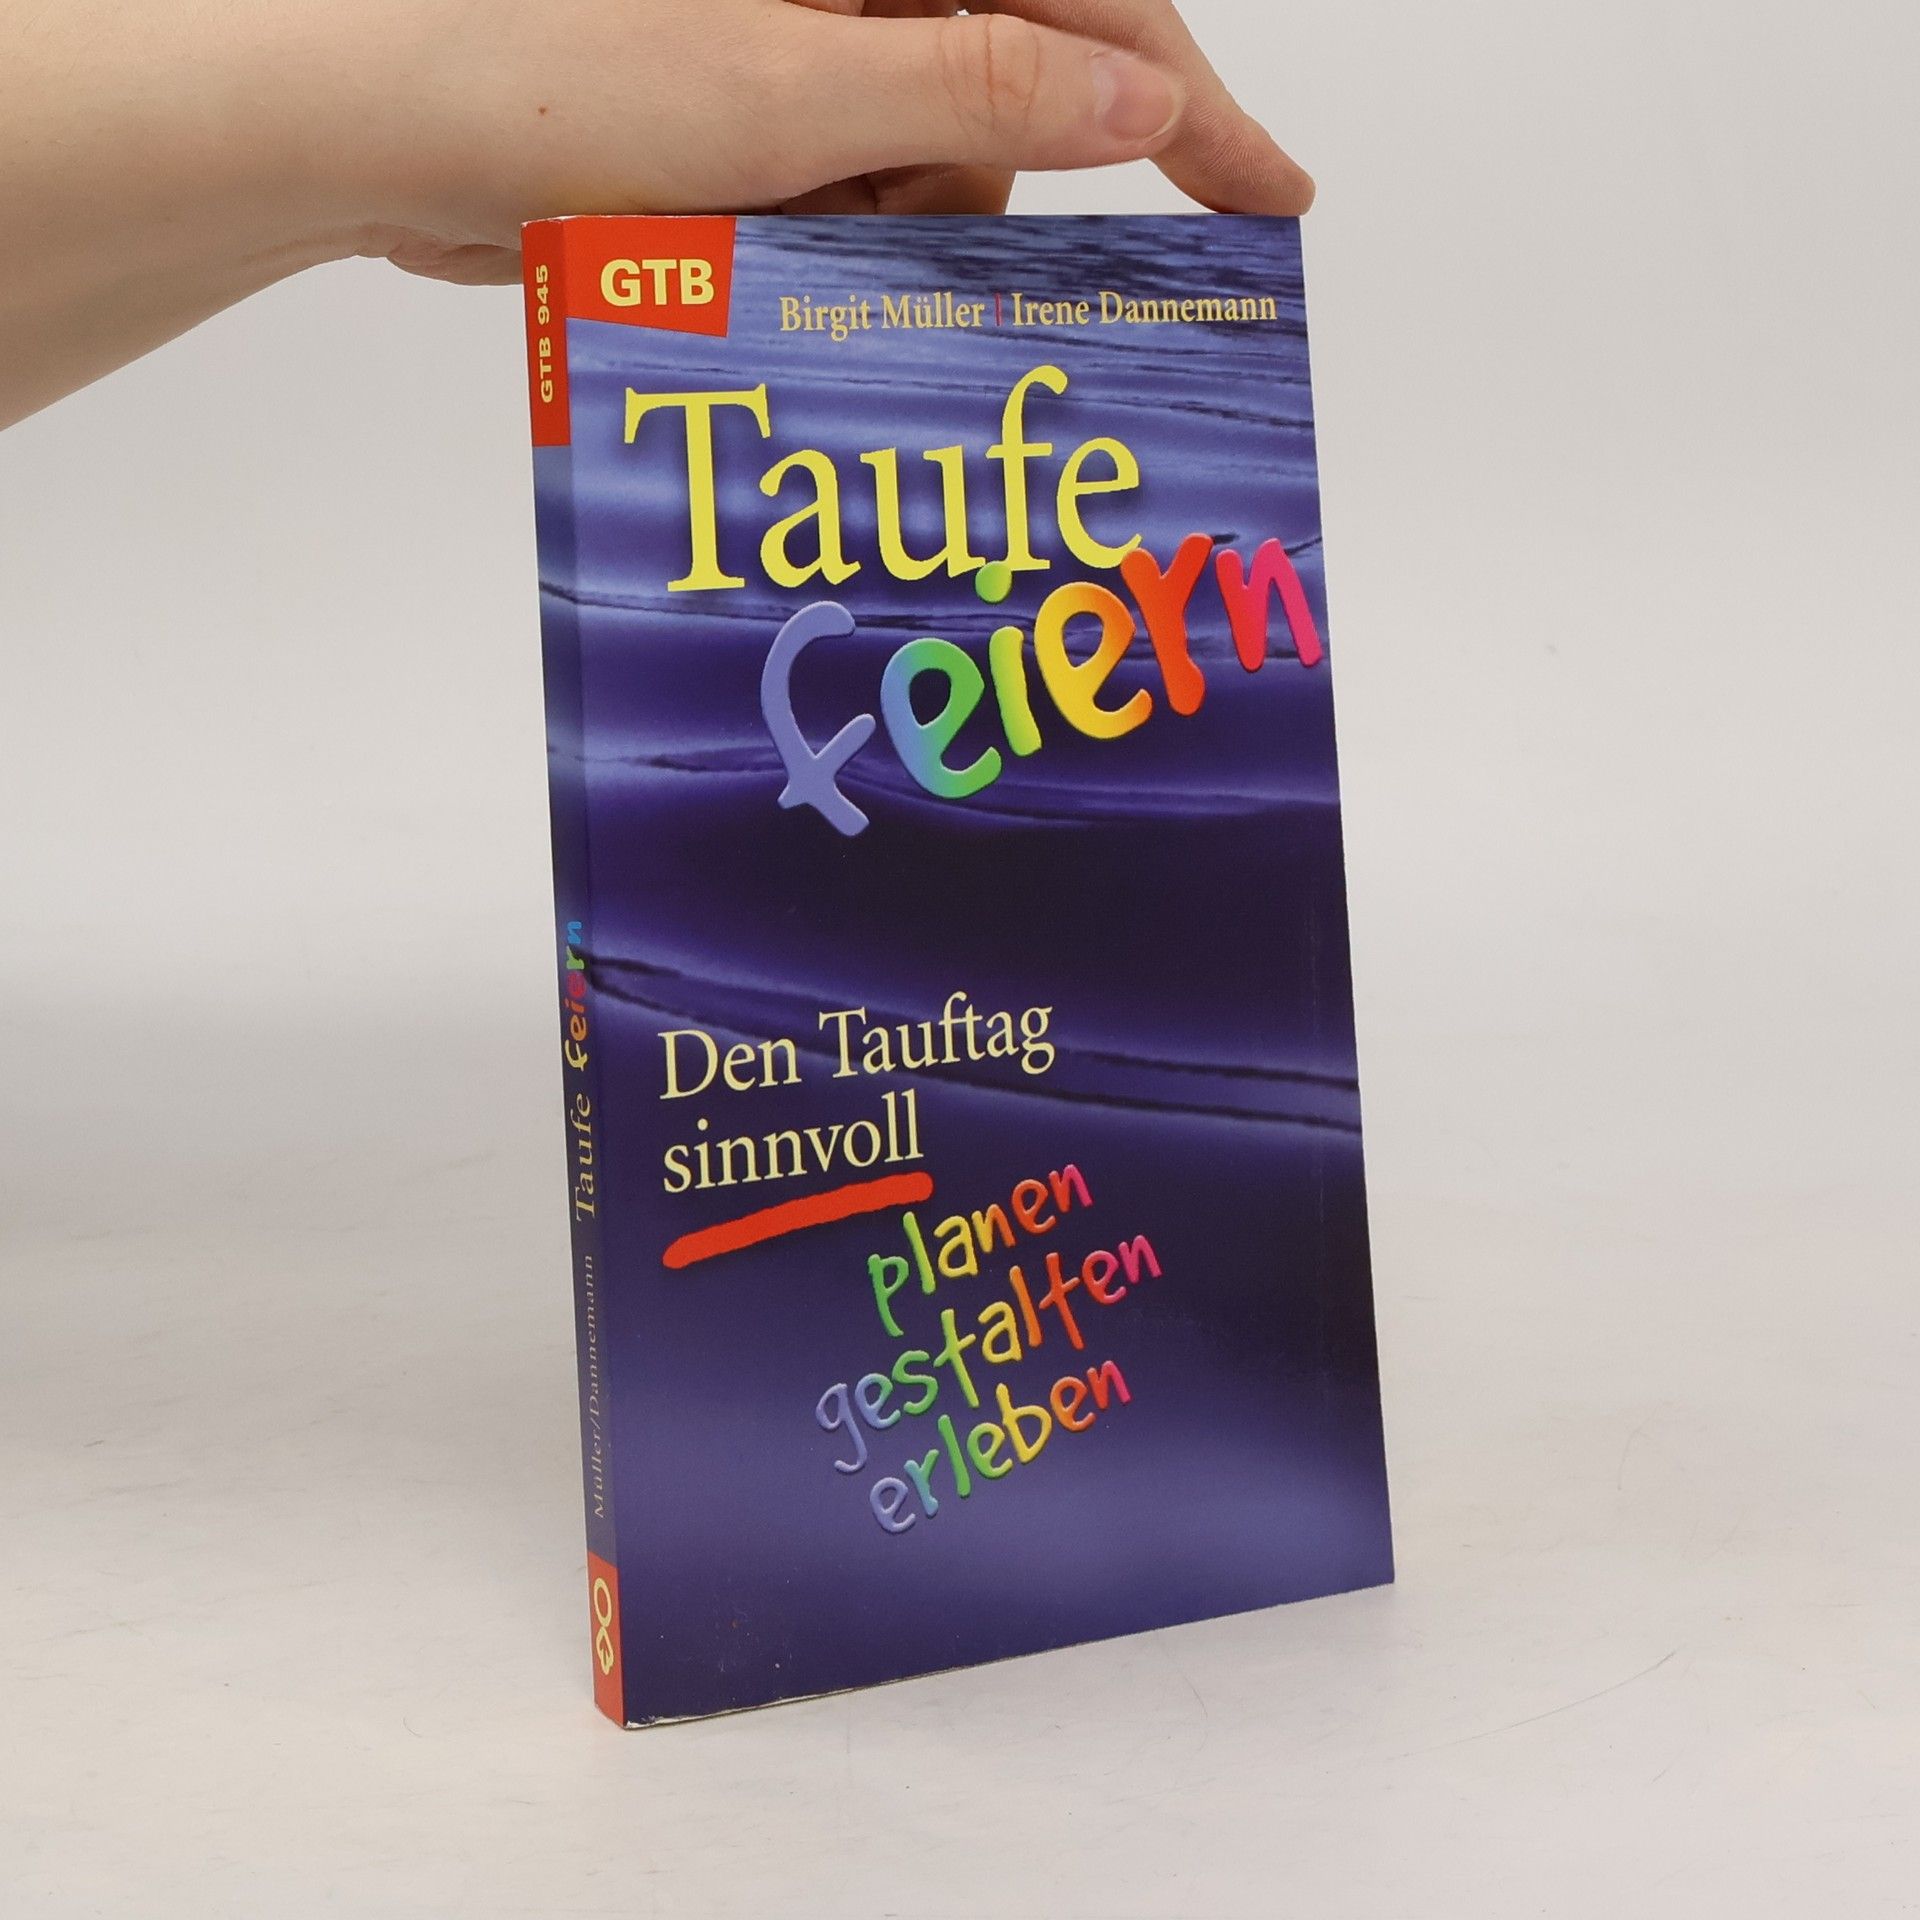 GTB
Birgit Müller | Irene Dannemann
Taufe
feiern
Den Tauftag
sinnvoll
planen
gestalten
erleben
GTB 945
Müller/Dannemann Taufe feiern